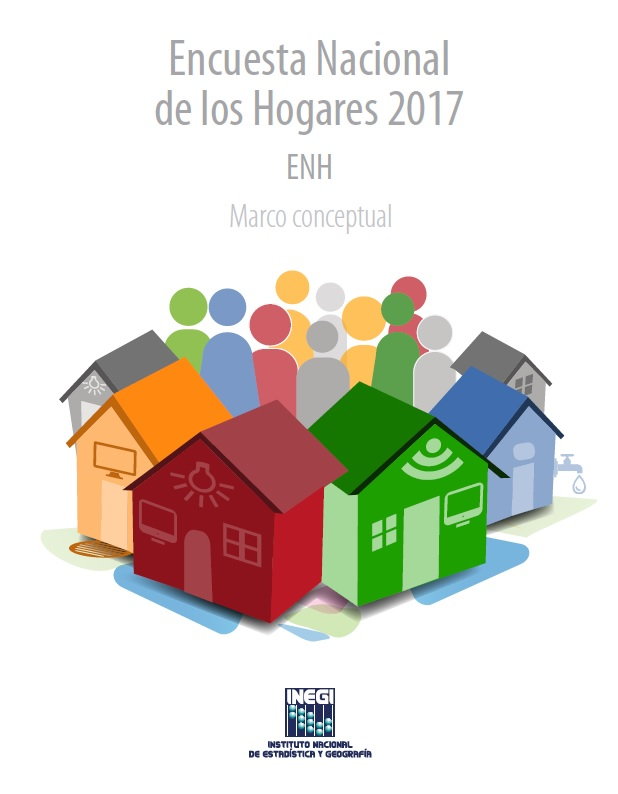 Encuesta Nacional
de los Hogares 2017
ENH
Marco conceptual
INEGI
INSTITUTO NACIONAL
DE ESTADÍSTICA Y GEOGRAFÍA